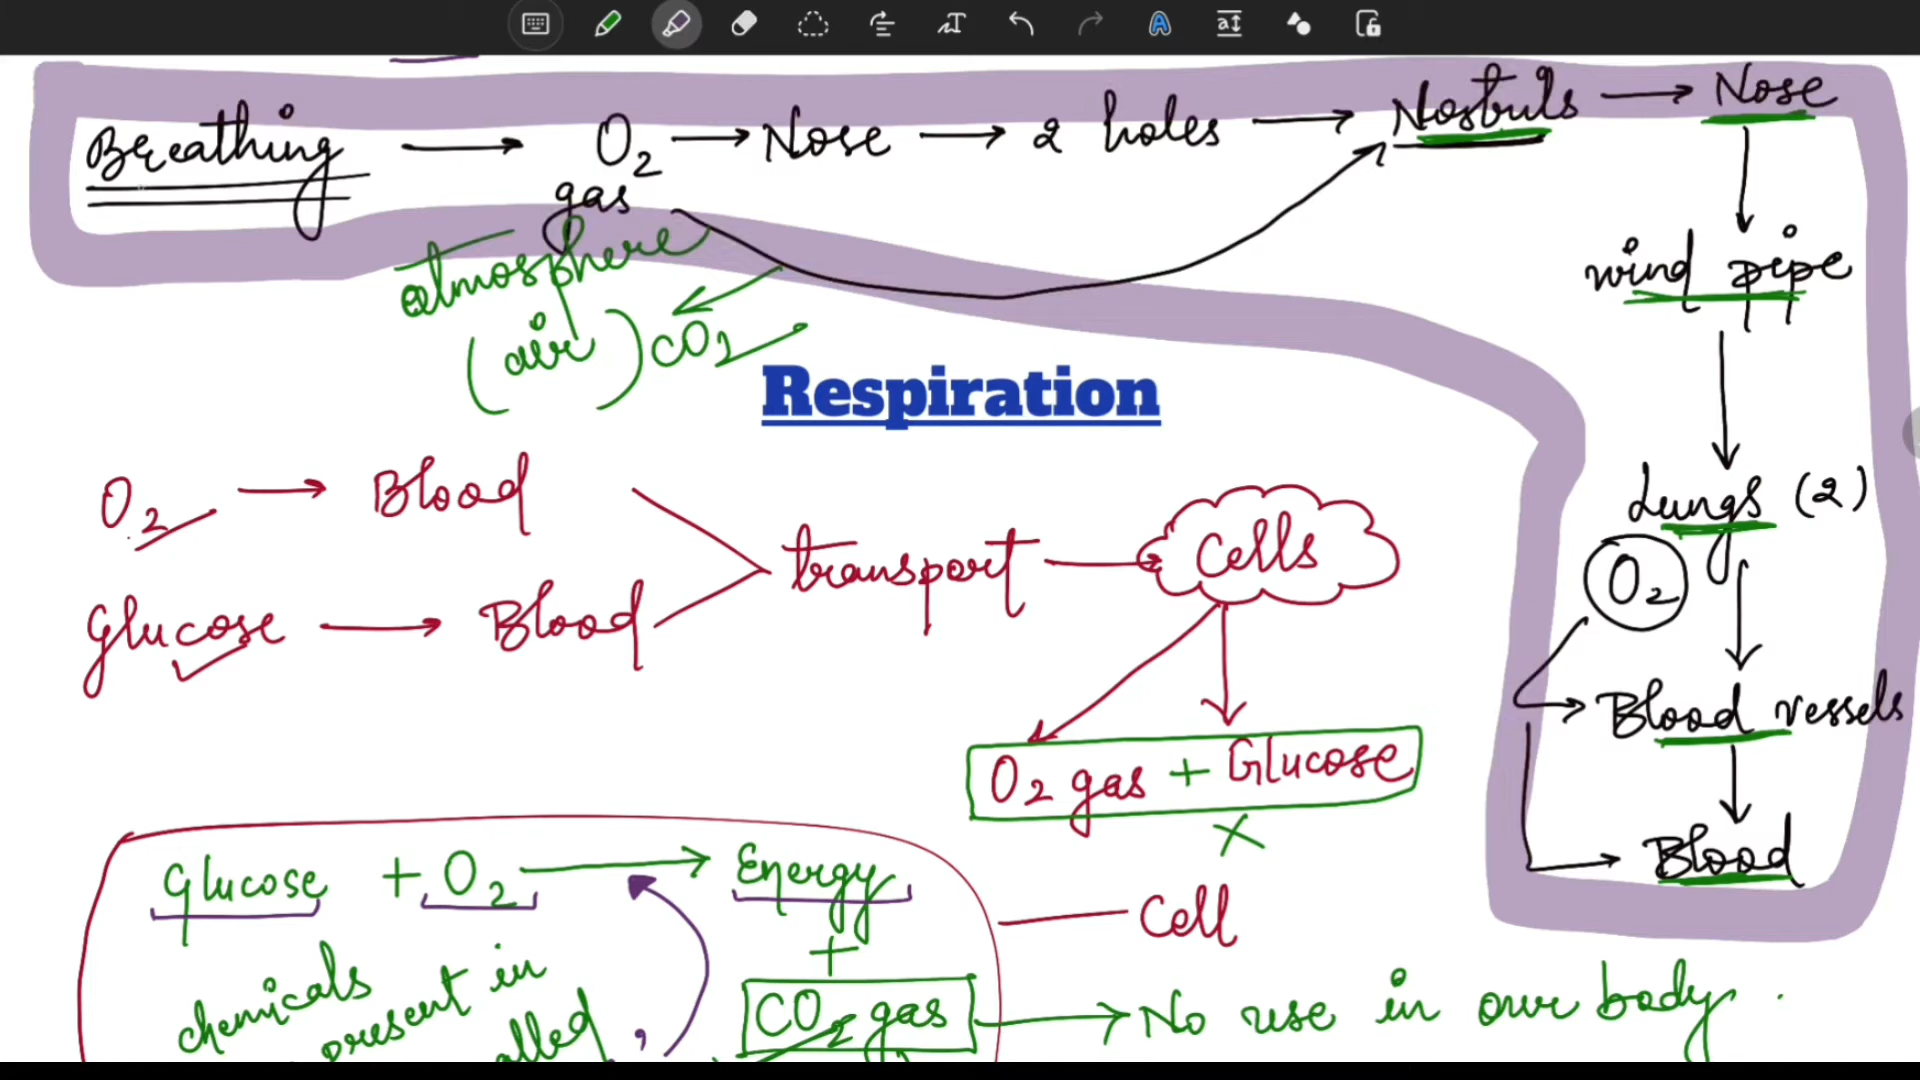 Breathing → O2 gas → Nose → 2 holes → Nostrils → Nose
atmosphere
(air) CO2
wind pipe
Respiration
O2 → Blood
Glucose → Blood
transport → Cells
Lungs (2)
O2
Blood vessels
O2 gas + Glucose
x
Blood
Glucose + O2 → Energy
+
CO2 gas → No use in our body.
Cell
chemicals
present in